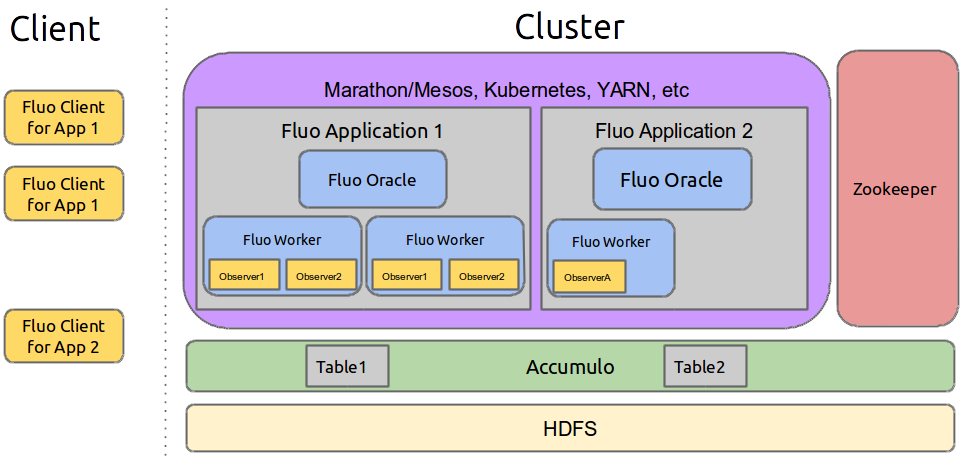 Client
Cluster
Fluo Client
for App 1
Fluo Client
for App 1
Fluo Client
for App 2
Marathon/Mesos, Kubernetes, YARN, etc
Fluo Application 1
Fluo Oracle
Fluo Worker
Observer1
Observer2
Fluo Worker
Observer1
Observer2
Fluo Application 2
Fluo Oracle
Fluo Worker
ObserverA
Zookeeper
Table1
Accumulo
Table2
HDFS